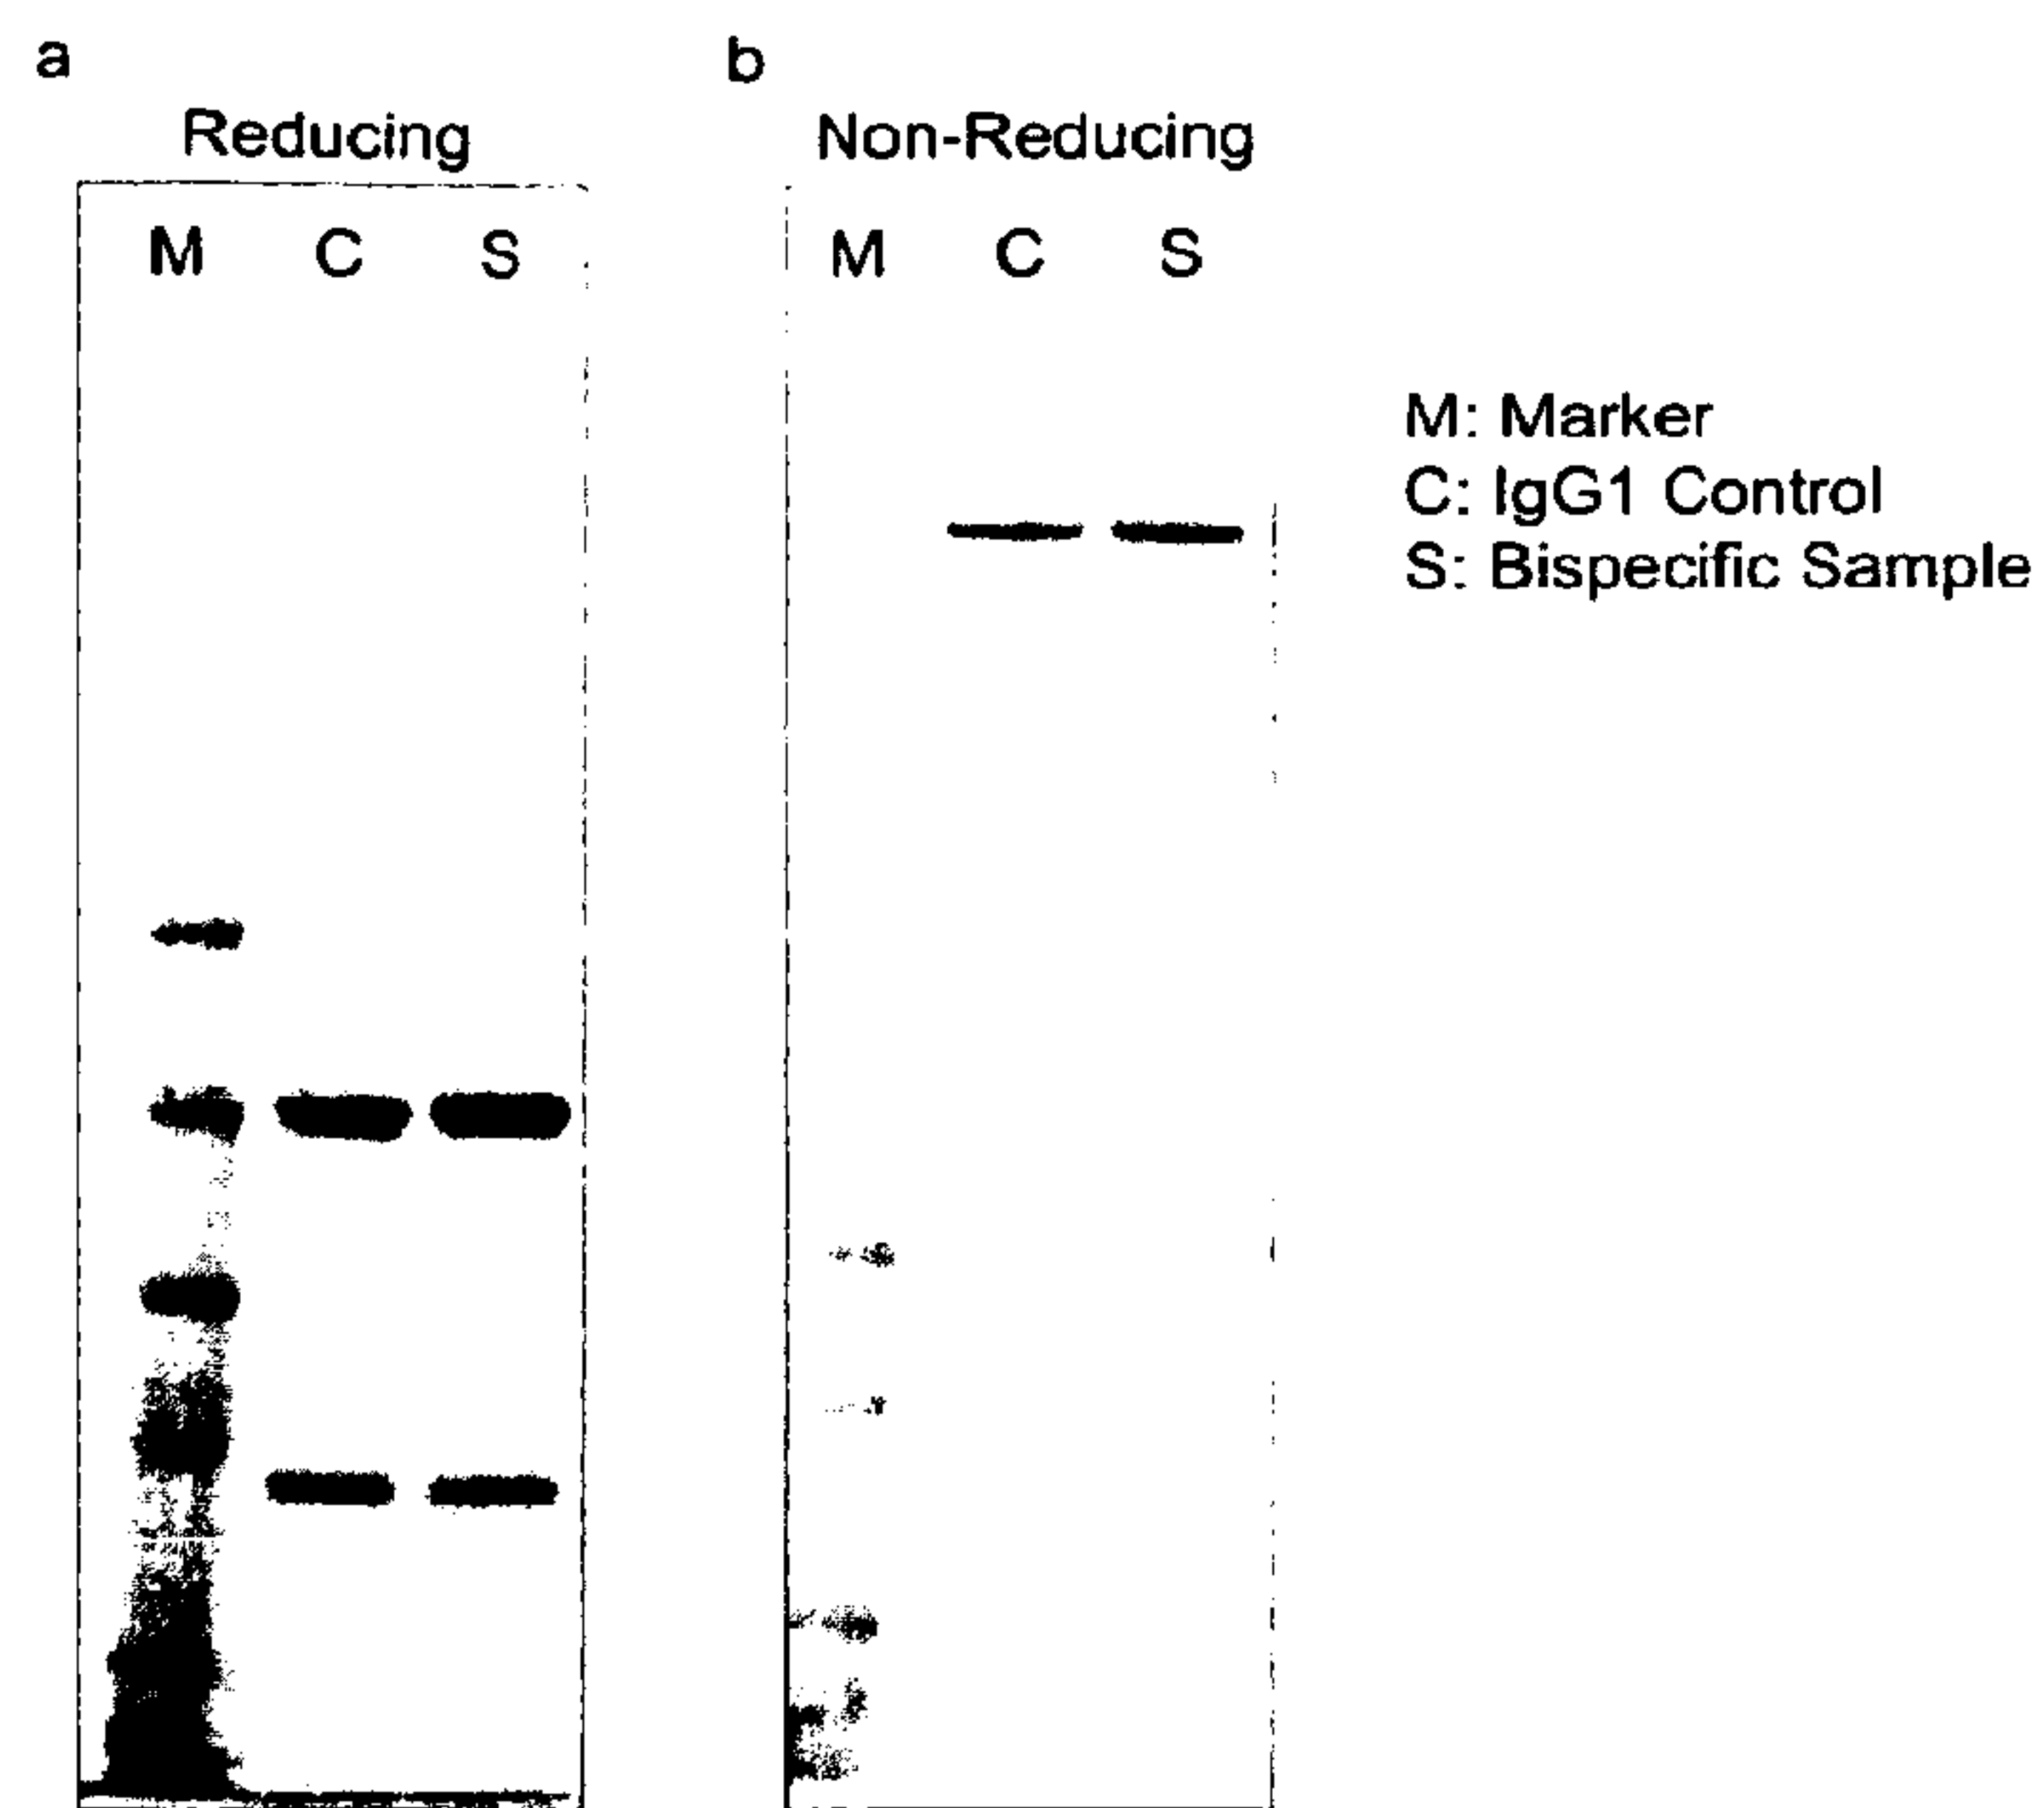 a
Reducing
M C S
b
Non-Reducing
M C S
M: Marker
C: IgG1 Control
S: Bispecific Sample